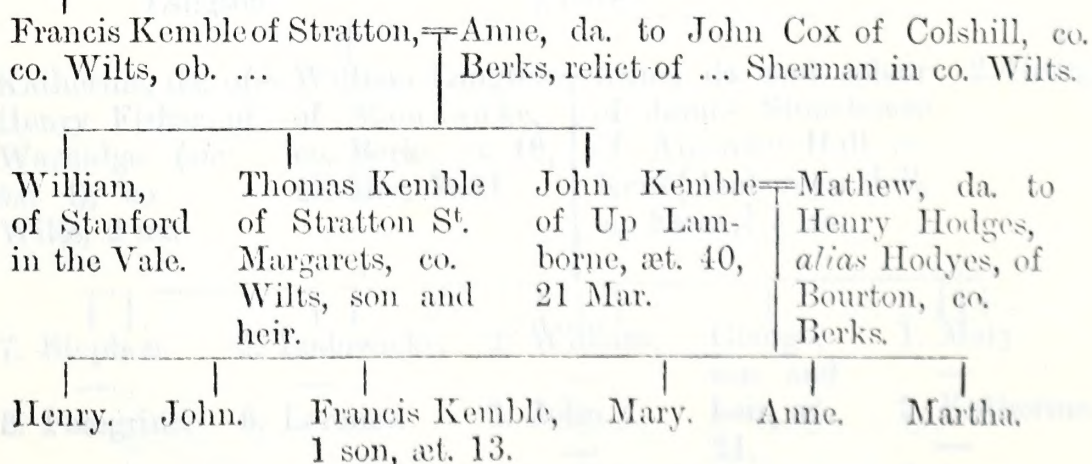 Francis Kemble of Stratton,
co. Wilts, ob. ...
Anne, da. to John Cox of Colshill, co.
Berks, relict of ... Sherman in co. Wilts.
William,
of Stanford
in the Vale.
Thomas Kemble
of Stratton St.
Margarets, co.
Wilts, son and
heir.
John Kemble
of Up Lam-
borne, æt. 40,
21 Mar.
Mathew, da. to
Henry Hodges,
alias Hodyes, of
Bourton, co.
Berks.
Henry.
John.
Francis Kemble,
1 son, æt. 13.
Mary.
Anne.
Martha.